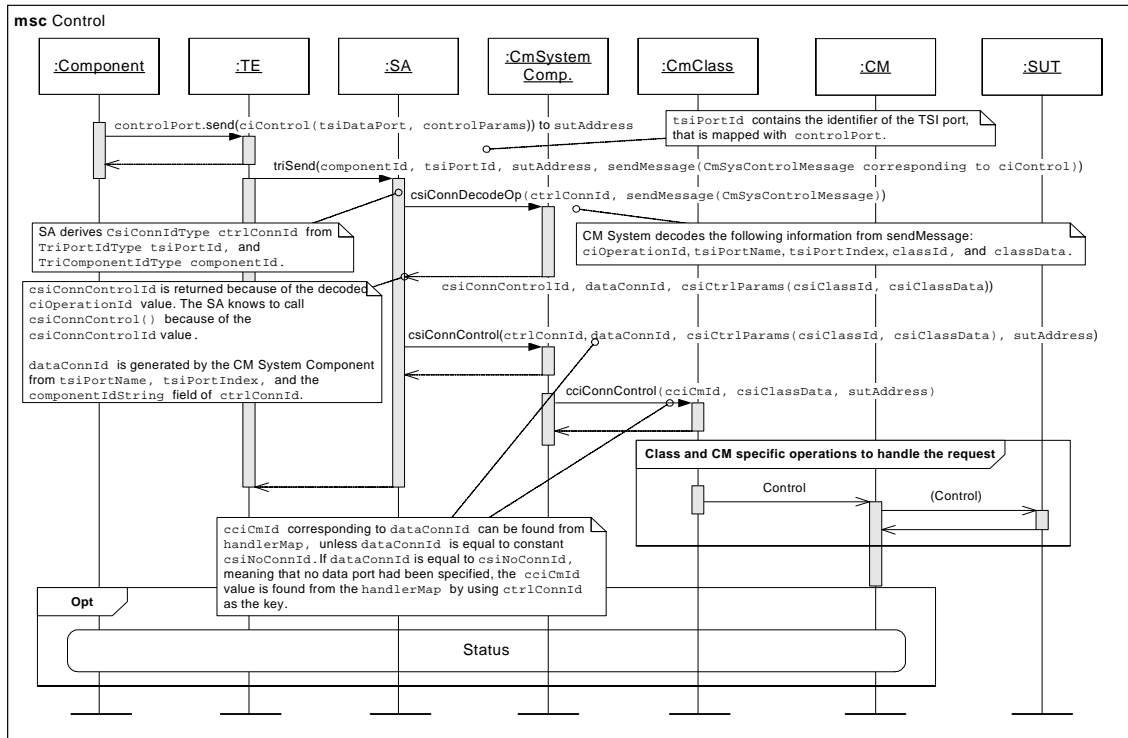 msc Control
:Component
:TE
:SA
:CmSystem
Comp.
:CmClass
:CM
:SUT
controlPort.send(ciControl(tsiDataPort, controlParams)) to sutAddress
tsiPortId contains the identifier of the TSI port,
that is mapped with controlPort.
triSend(componentId, tsiPortId, sutAddress, sendMessage(CmSysControlMessage corresponding to ciControl))
csiConnDecodeOp(ctrlConnId, sendMessage(CmSysControlMessage))
SA derives CsiConnIdType ctrlConnId from
TriPortIdType tsiPortId, and
TriComponentIdType componentId.
CM System decodes the following information from sendMessage:
ciOperationId, tsiPortName, tsiPortIndex, classId, and classData.
csiConnControlId, dataConnId, csiCtrlParams(csiClassId, csiClassData))
csiConnControlId is returned because of the decoded
ciOperationId value. The SA knows to call
csiConnControl() because of the
csiConnControlId value.
dataConnId is generated by the CM System Component
from tsiPortName, tsiPortIndex, and the
componentIdString field of ctrlConnId.
csiConnControl(ctrlConnId, dataConnId, csiCtrlParams(csiClassId, csiClassData), sutAddress)
cciConnControl(cciCmId, csiClassData, sutAddress)
Class and CM specific operations to handle the request
Control
(Control)
cciCmId corresponding to dataConnId can be found from
handlerMap, unless dataConnId is equal to constant
csiNoConnId. If dataConnId is equal to csiNoConnId,
meaning that no data port had been specified, the cciCmId
value is found from the handlerMap by using ctrlConnId
as the key.
Opt
Status